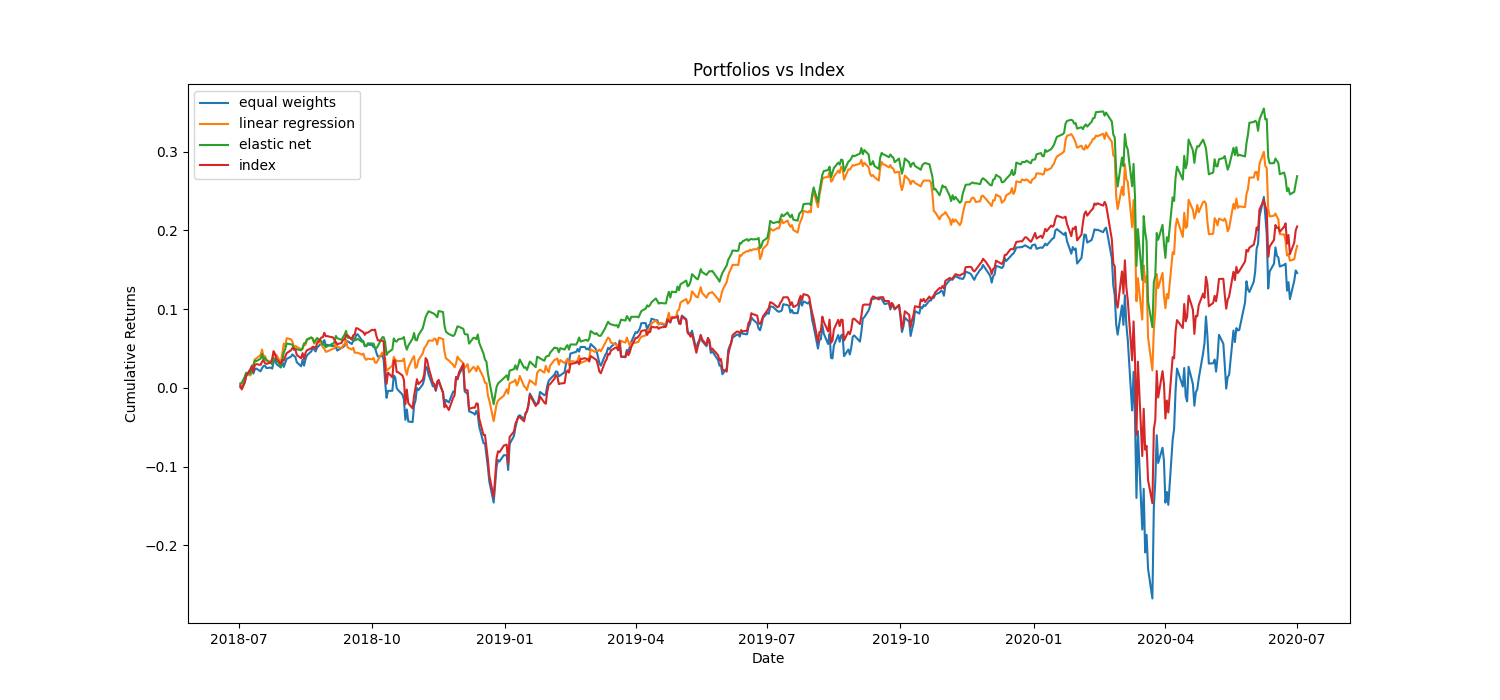 Portfolios vs Index
equal weights
linear regression
elastic net
index
Cumulative Returns
0.3
0.2
0.1
0.0
−0.1
−0.2
2018-07 2018-10 2019-01 2019-04 2019-07 2019-10 2020-01 2020-04 2020-07
Date